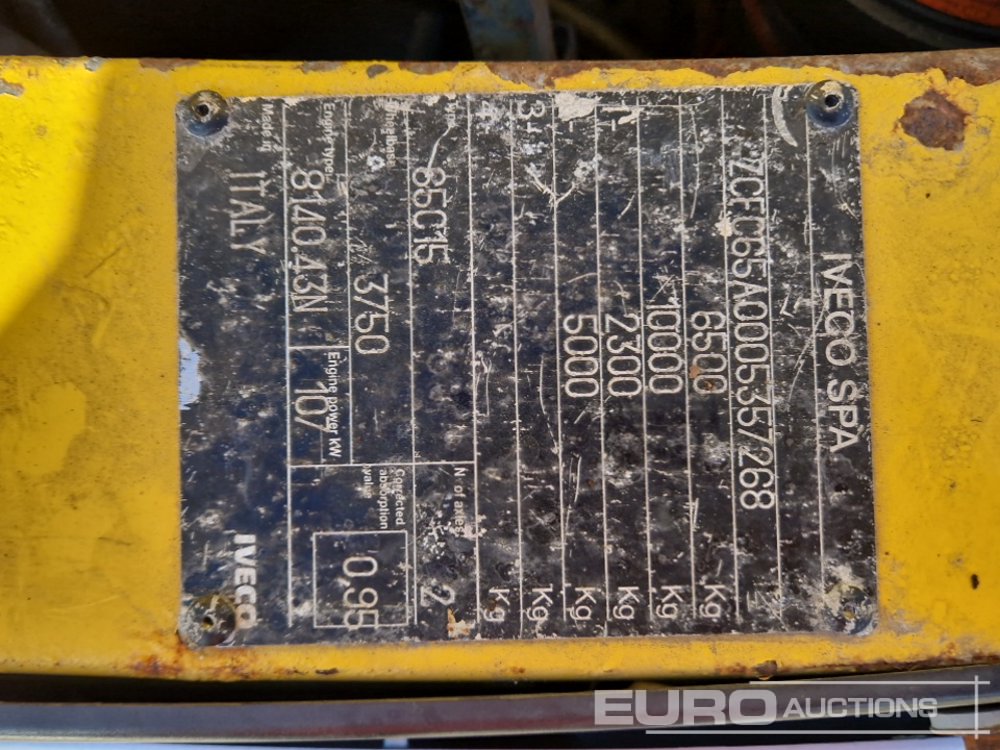 IVECO SPA
ZCFC65A0005357268
6500 Kg
10000 Kg
1- 2300 Kg
5000 Kg
3+ Kg
4 Kg
65C15 N. of axles 2
3750 Corrected absorption value 0,95
Engine type Engine power kW
8140.43N 107
Made in ITALY IVECO
EURO AUCTIONS